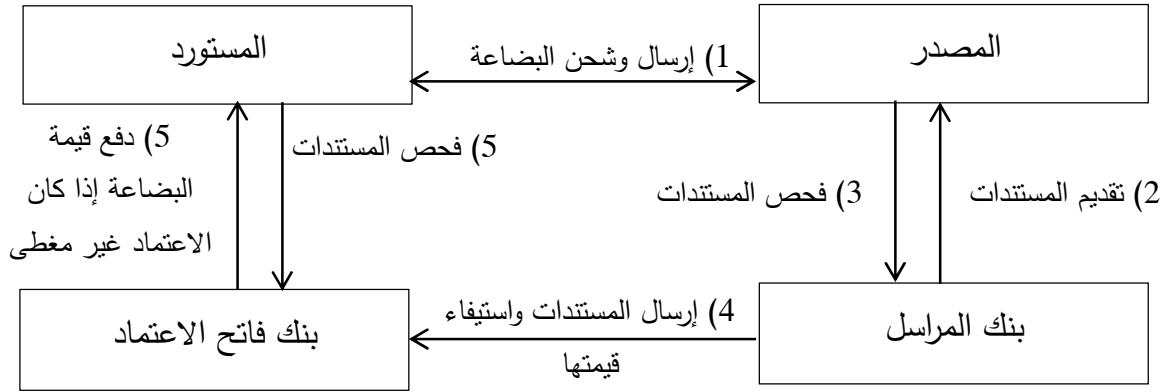 المصدر
المستورد
1) إرسال وشحن البضاعة
2) تقديم المستندات
3) فحص المستندات
5) فحص المستندات
5) دفع قيمة
البضاعة إذا كان
الاعتماد غير مغطى
بنك المراسل
4) إرسال المستندات واستيفاء
قيمتها
بنك فاتح الاعتماد